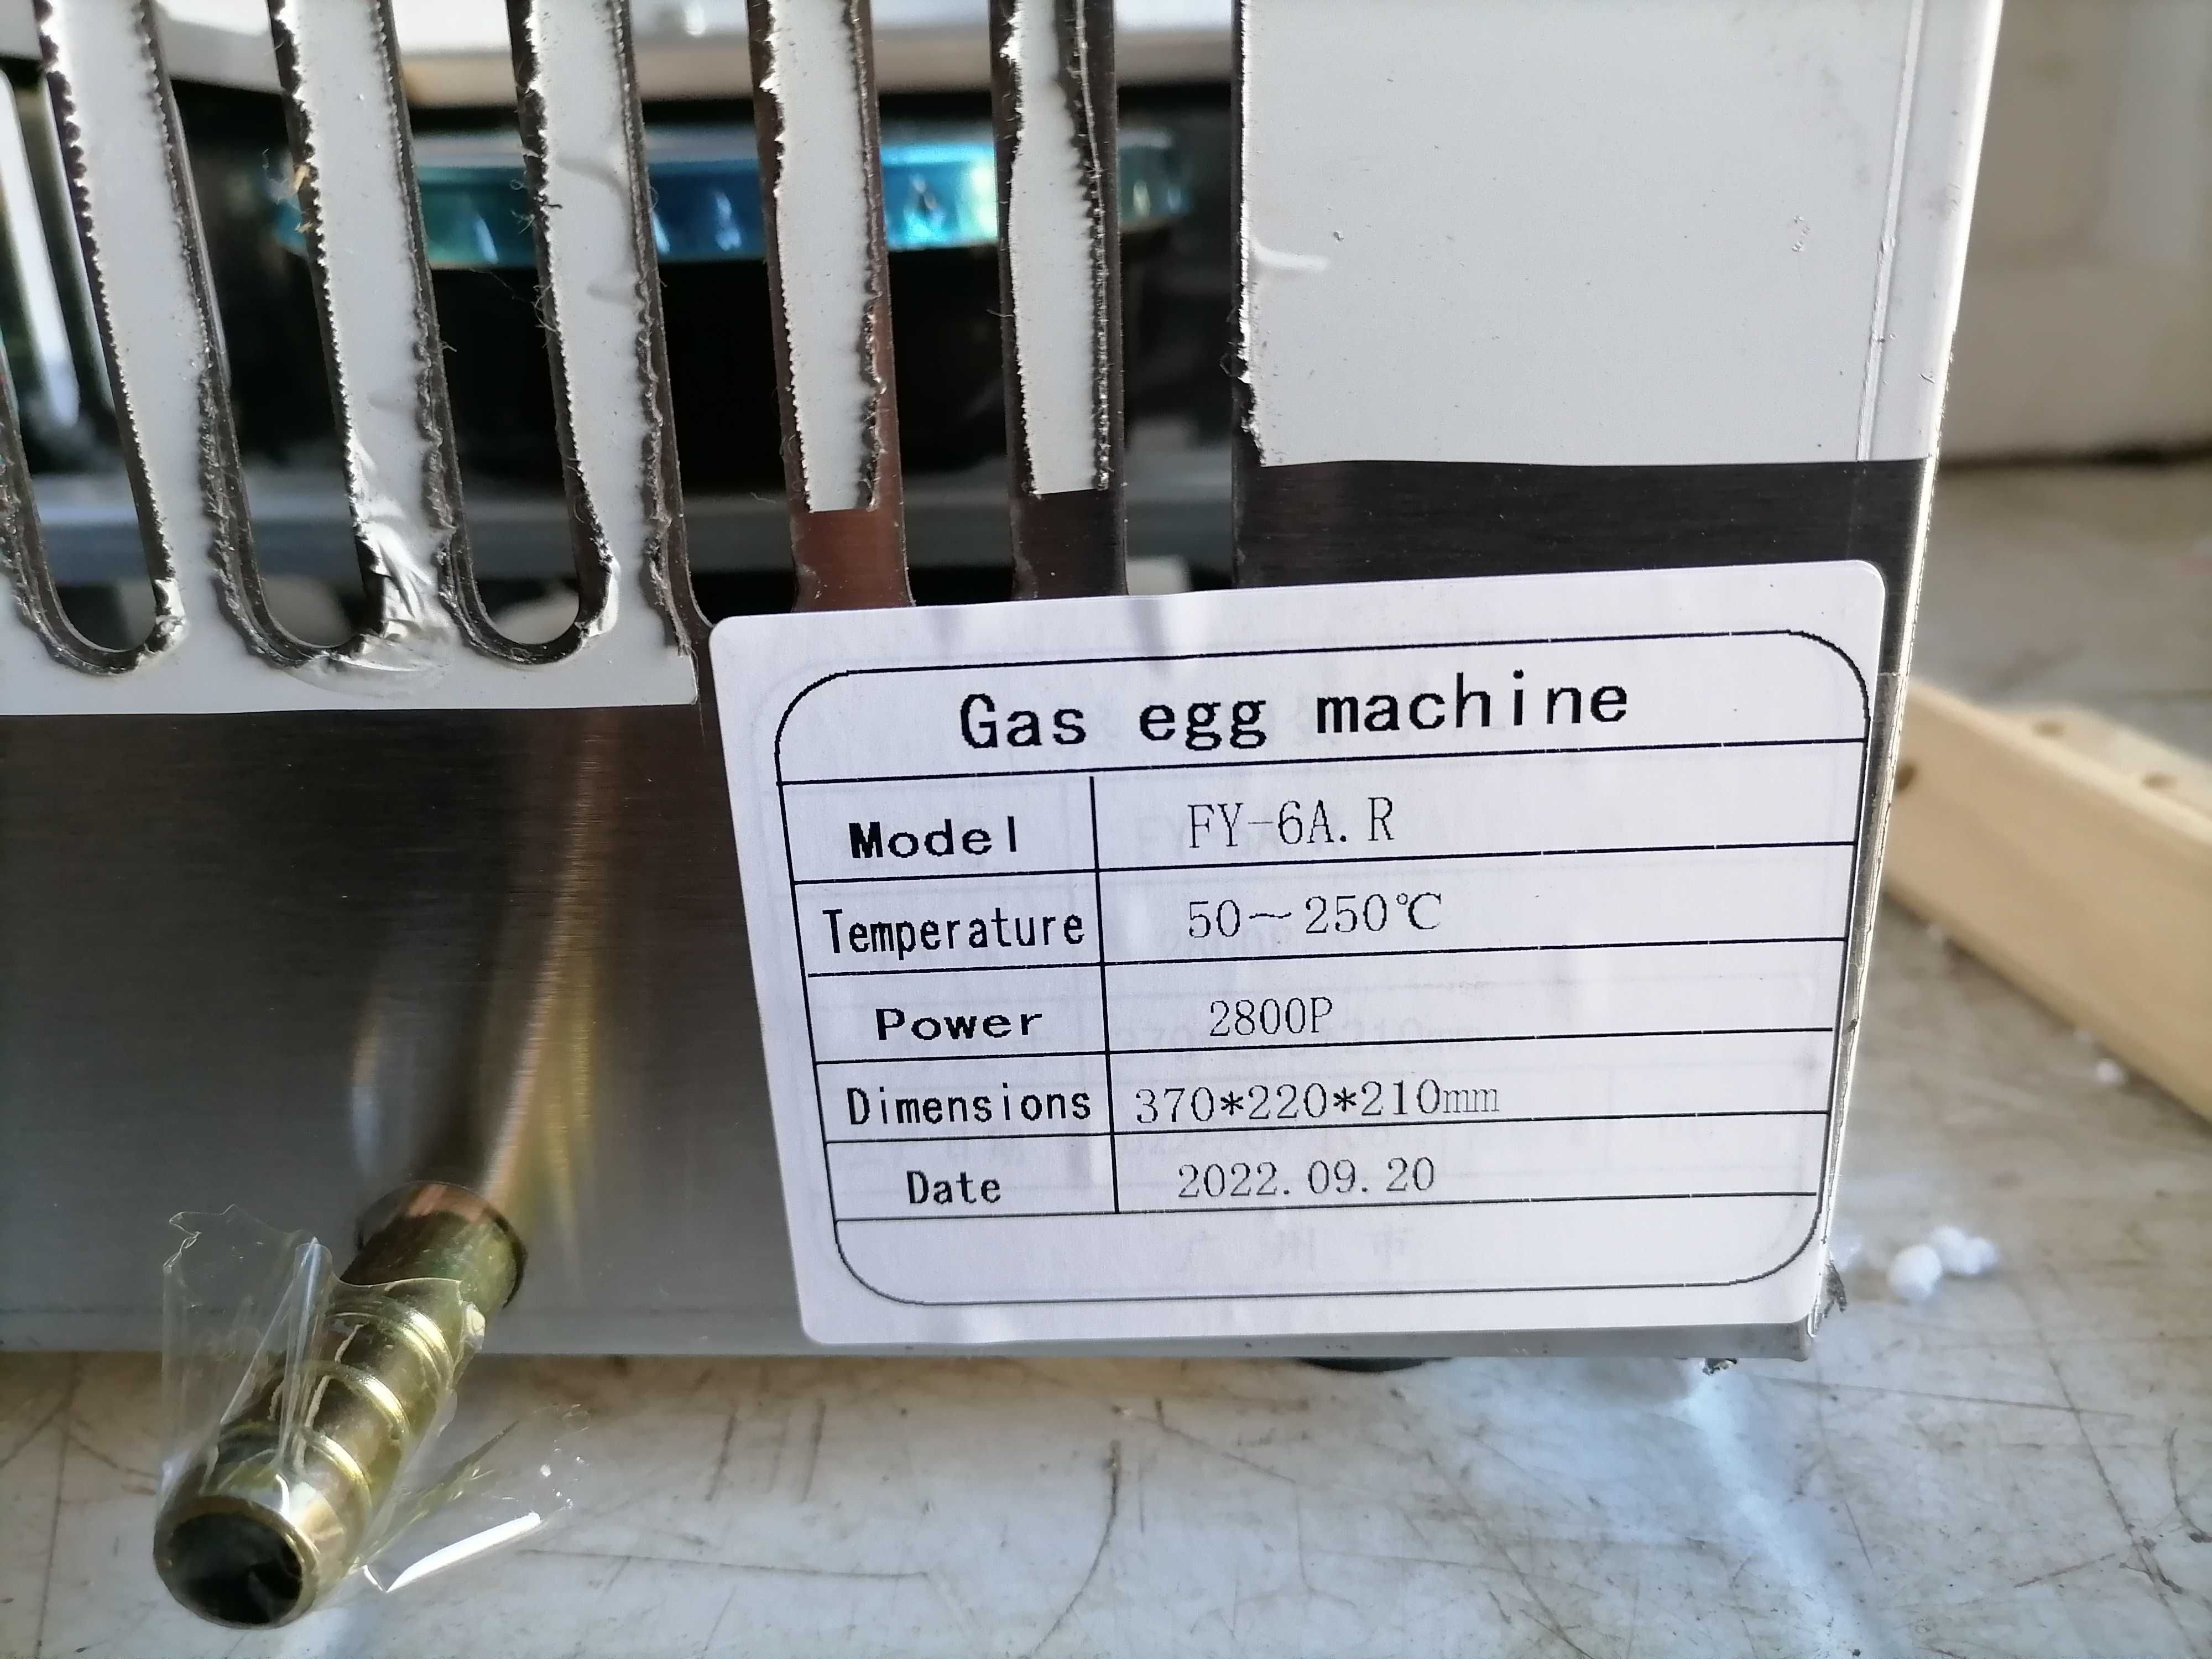 Gas egg machine
Model FY-6A.R
Temperature 50~250℃
Power 2800P
Dimensions 370*220*210mm
Date 2022.09.20